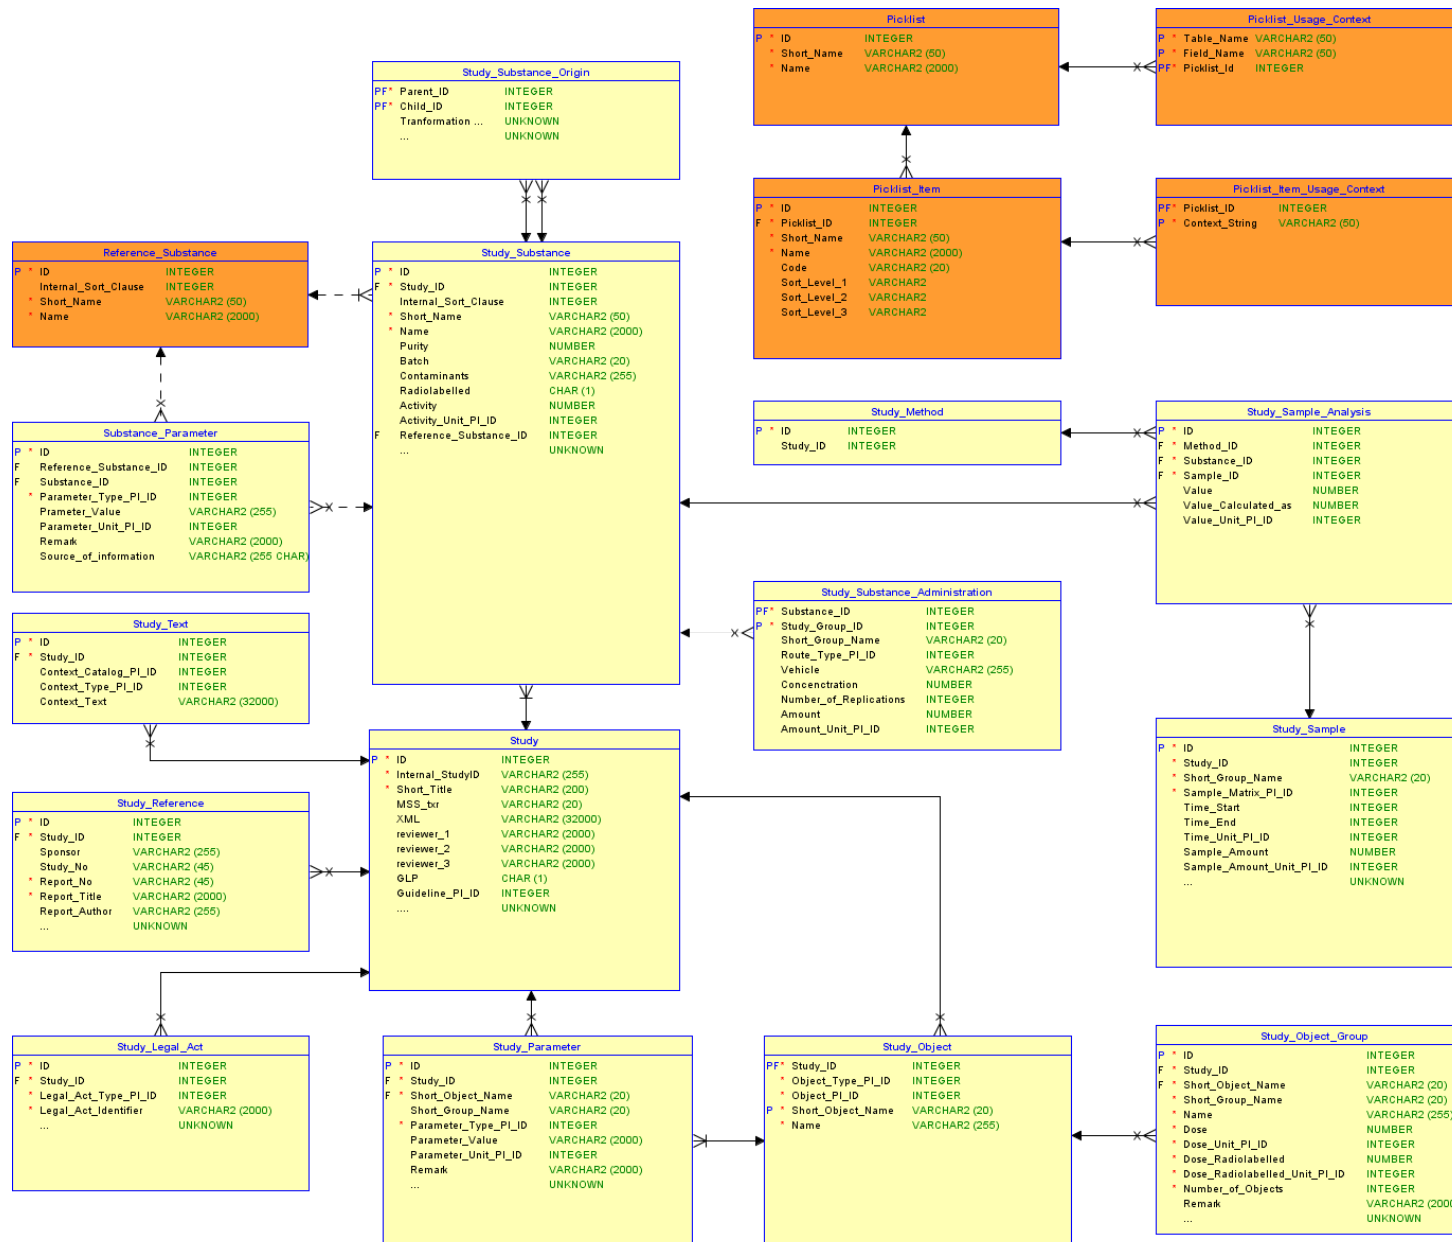 Picklist
P * ID INTEGER
* Short_Name VARCHAR2 (50)
* Name VARCHAR2 (2000)
Picklist_Usage_Context
P * Table_Name VARCHAR2 (50)
P * Field_Name VARCHAR2 (50)
PF* Picklist_Id INTEGER
Study_Substance_Origin
PF* Parent_ID INTEGER
PF* Child_ID INTEGER
Tranformation ... UNKNOWN
... UNKNOWN
Picklist_Item
P * ID INTEGER
F * Picklist_ID INTEGER
* Short_Name VARCHAR2 (50)
* Name VARCHAR2 (2000)
Code VARCHAR2 (20)
Sort_Level_1 VARCHAR2
Sort_Level_2 VARCHAR2
Sort_Level_3 VARCHAR2
Picklist_Item_Usage_Context
PF* Picklist_ID INTEGER
P * Context_String VARCHAR2 (50)
Reference_Substance
P * ID INTEGER
Internal_Sort_Clause INTEGER
* Short_Name VARCHAR2 (50)
* Name VARCHAR2 (2000)
Study_Substance
P * ID INTEGER
F * Study_ID INTEGER
Internal_Sort_Clause INTEGER
* Short_Name VARCHAR2 (50)
* Name VARCHAR2 (2000)
Purity NUMBER
Batch VARCHAR2 (20)
Contaminants VARCHAR2 (255)
Radiolabelled CHAR (1)
Activity NUMBER
Activity_Unit_PI_ID INTEGER
F Reference_Substance_ID INTEGER
... UNKNOWN
Study_Method
P * ID INTEGER
Study_ID INTEGER
Study_Sample_Analysis
P * ID INTEGER
F * Method_ID INTEGER
F * Substance_ID INTEGER
F * Sample_ID INTEGER
Value NUMBER
Value_Calculated_as NUMBER
Value_Unit_PI_ID INTEGER
Substance_Parameter
P * ID INTEGER
F Reference_Substance_ID INTEGER
F Substance_ID INTEGER
* Parameter_Type_PI_ID INTEGER
Prameter_Value VARCHAR2 (255)
Parameter_Unit_PI_ID INTEGER
Remark VARCHAR2 (2000)
Source_of_information VARCHAR2 (255 CHAR)
Study_Substance_Administration
PF* Substance_ID INTEGER
P * Study_Group_ID INTEGER
Short_Group_Name VARCHAR2 (20)
Route_Type_PI_ID INTEGER
Vehicle VARCHAR2 (255)
Concenctration NUMBER
Number_of_Replications INTEGER
Amount NUMBER
Amount_Unit_PI_ID INTEGER
Study_Text
P * ID INTEGER
F * Study_ID INTEGER
Context_Catalog_PI_ID INTEGER
Context_Type_PI_ID INTEGER
Context_Text VARCHAR2 (32000)
Study
P * ID INTEGER
* Internal_StudyID VARCHAR2 (255)
* Short_Title VARCHAR2 (200)
MSS_txr VARCHAR2 (20)
XML VARCHAR2 (32000)
reviewer_1 VARCHAR2 (2000)
reviewer_2 VARCHAR2 (2000)
reviewer_3 VARCHAR2 (2000)
GLP CHAR (1)
Guideline_PI_ID INTEGER
.... UNKNOWN
Study_Sample
P * ID INTEGER
* Study_ID INTEGER
* Short_Group_Name VARCHAR2 (20)
* Sample_Matrix_PI_ID INTEGER
Time_Start INTEGER
Time_End INTEGER
Time_Unit_PI_ID INTEGER
Sample_Amount NUMBER
Sample_Amount_Unit_PI_ID INTEGER
... UNKNOWN
Study_Reference
P * ID INTEGER
F * Study_ID INTEGER
Sponsor VARCHAR2 (255)
Study_No VARCHAR2 (45)
* Report_No VARCHAR2 (45)
* Report_Title VARCHAR2 (2000)
Report_Author VARCHAR2 (255)
... UNKNOWN
Study_Legal_Act
P * ID INTEGER
F * Study_ID INTEGER
* Legal_Act_Type_PI_ID INTEGER
* Legal_Act_Identifier VARCHAR2 (2000)
... UNKNOWN
Study_Parameter
P * ID INTEGER
F * Study_ID INTEGER
F * Short_Object_Name VARCHAR2 (20)
Short_Group_Name VARCHAR2 (20)
* Parameter_Type_PI_ID INTEGER
Parameter_Value VARCHAR2 (2000)
Parameter_Unit_PI_ID INTEGER
Remark VARCHAR2 (2000)
... UNKNOWN
Study_Object
PF* Study_ID INTEGER
* Object_Type_PI_ID INTEGER
* Object_PI_ID INTEGER
P * Short_Object_Name VARCHAR2 (20)
* Name VARCHAR2 (255)
Study_Object_Group
P * ID INTEGER
F * Study_ID INTEGER
F * Short_Object_Name VARCHAR2 (20)
* Short_Group_Name VARCHAR2 (20)
* Name VARCHAR2 (255)
* Dose NUMBER
* Dose_Unit_PI_ID INTEGER
* Dose_Radiolabelled NUMBER
* Dose_Radiolabelled_Unit_PI_ID INTEGER
* Number_of_Objects INTEGER
Remark VARCHAR2 (2000
... UNKNOWN